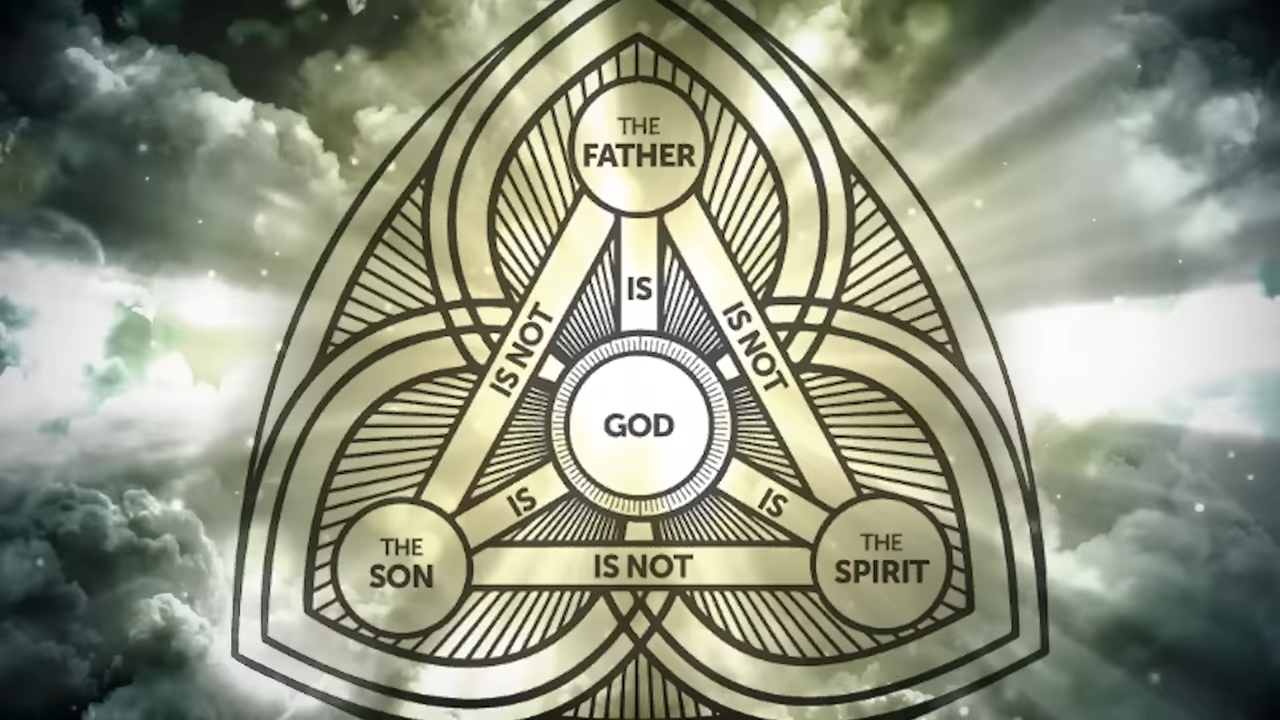 THE
FATHER
IS
IS NOT
IS NOT
GOD
IS
IS
THE
SON
IS NOT
THE
SPIRIT